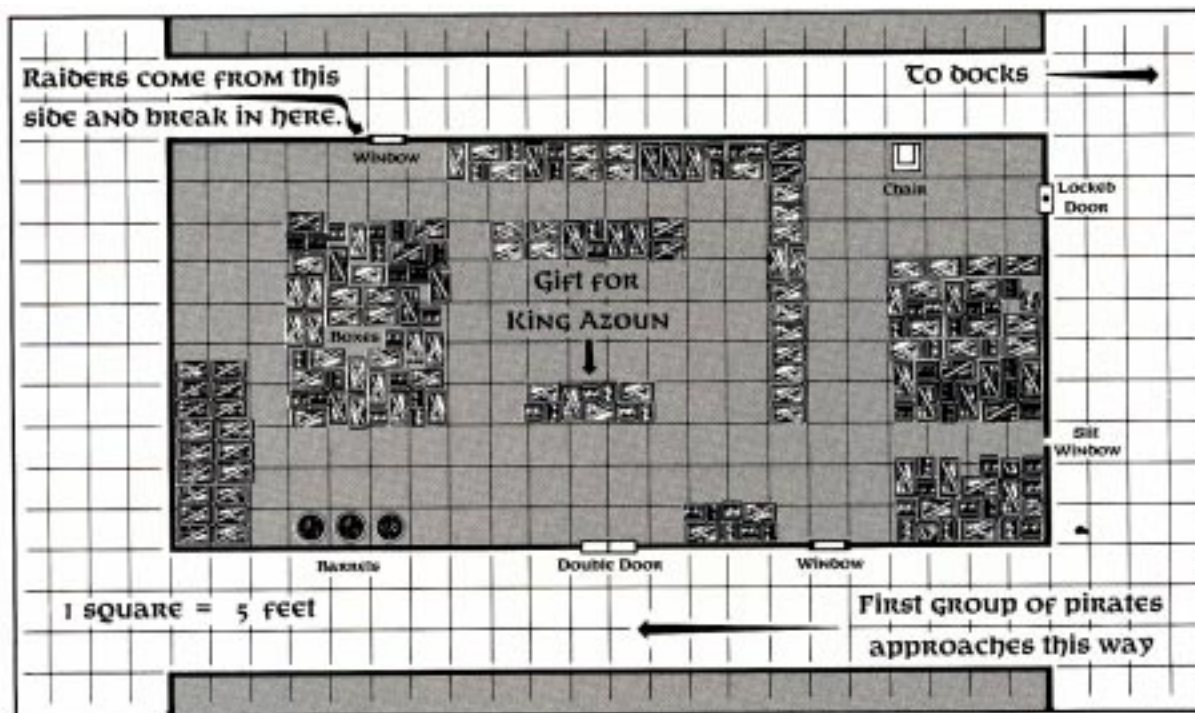 Raiders come from this
side and break in here.
To docks
Window
Chair
Locked
Door
Gift for
King Azoun
Boxes
Slit
Window
Barrels
Double Door
Window
1 square = 5 feet
First group of pirates
approaches this way